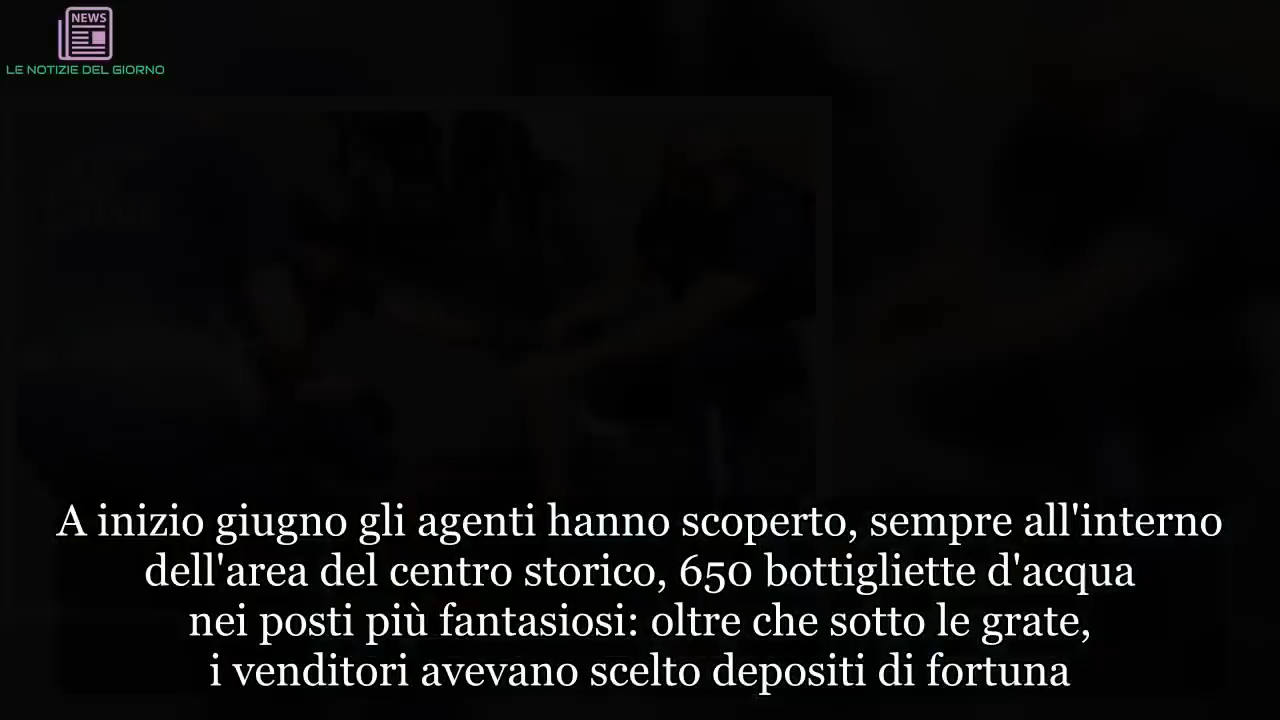 NEWS
LE NOTIZIE DEL GIORNO
A inizio giugno gli agenti hanno scoperto, sempre all'interno
dell'area del centro storico, 650 bottigliette d'acqua
nei posti più fantasiosi: oltre che sotto le grate,
i venditori avevano scelto depositi di fortuna